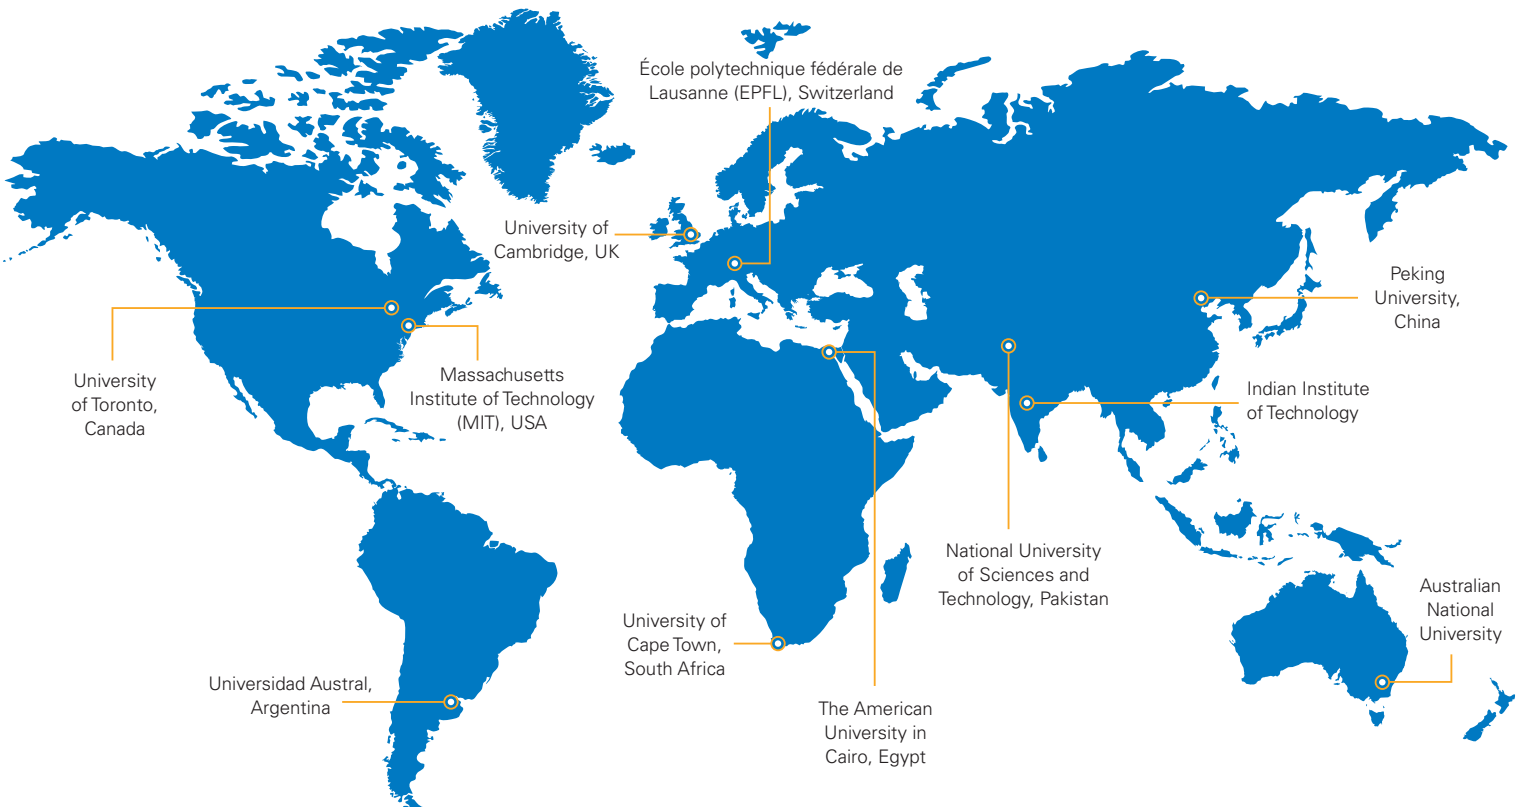 École polytechnique fédérale de
Lausanne (EPFL), Switzerland
University of
Cambridge, UK
Peking
University,
China
University
of Toronto,
Canada
Massachusetts
Institute of Technology
(MIT), USA
Indian Institute
of Technology
National University
of Sciences and
Technology, Pakistan
Australian
National
University
University of
Cape Town,
South Africa
Universidad Austral,
Argentina
The American
University in
Cairo, Egypt